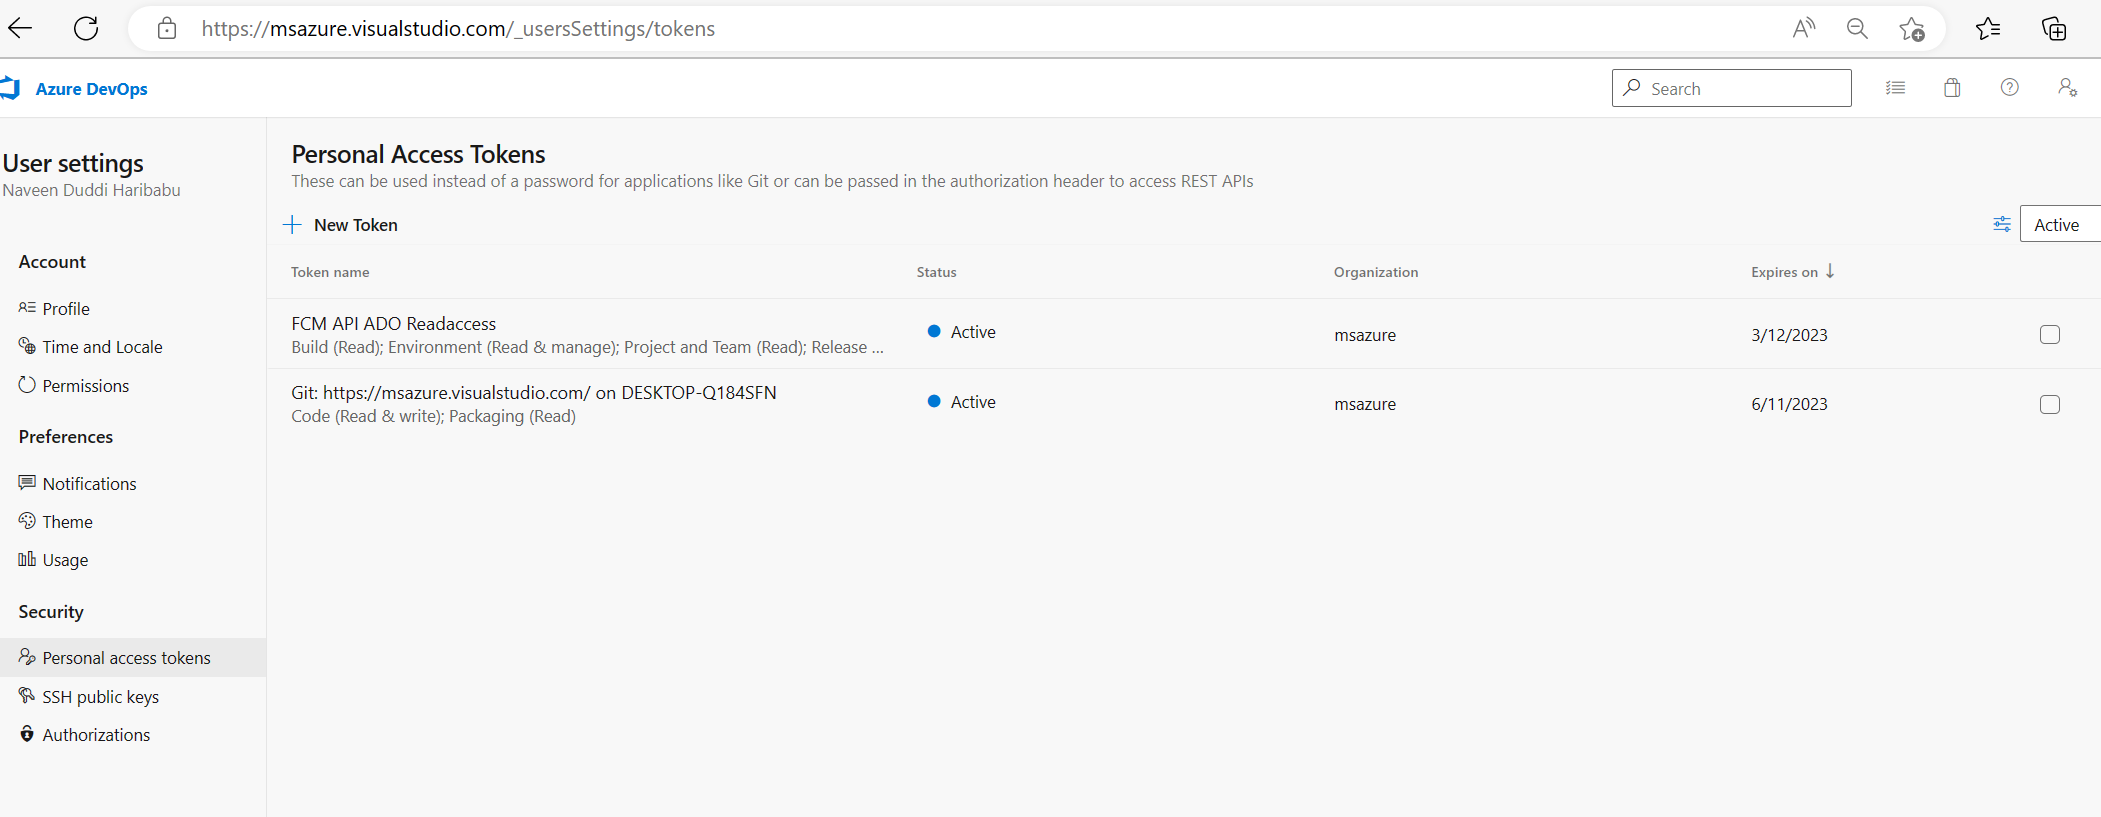 https://msazure.visualstudio.com/_usersSettings/tokens
Azure DevOps
Search
User settings
Naveen Duddi Haribabu
Account
Profile
Time and Locale
Permissions
Preferences
Notifications
Theme
Usage
Security
Personal access tokens
SSH public keys
Authorizations
Personal Access Tokens
These can be used instead of a password for applications like Git or can be passed in the authorization header to access REST APIs
New Token
Active
Token name Status Organization Expires on
FCM API ADO Readaccess
Build (Read); Environment (Read & manage); Project and Team (Read); Release ...
Active msazure 3/12/2023
Git: https://msazure.visualstudio.com/ on DESKTOP-Q184SFN
Code (Read & write); Packaging (Read)
Active msazure 6/11/2023